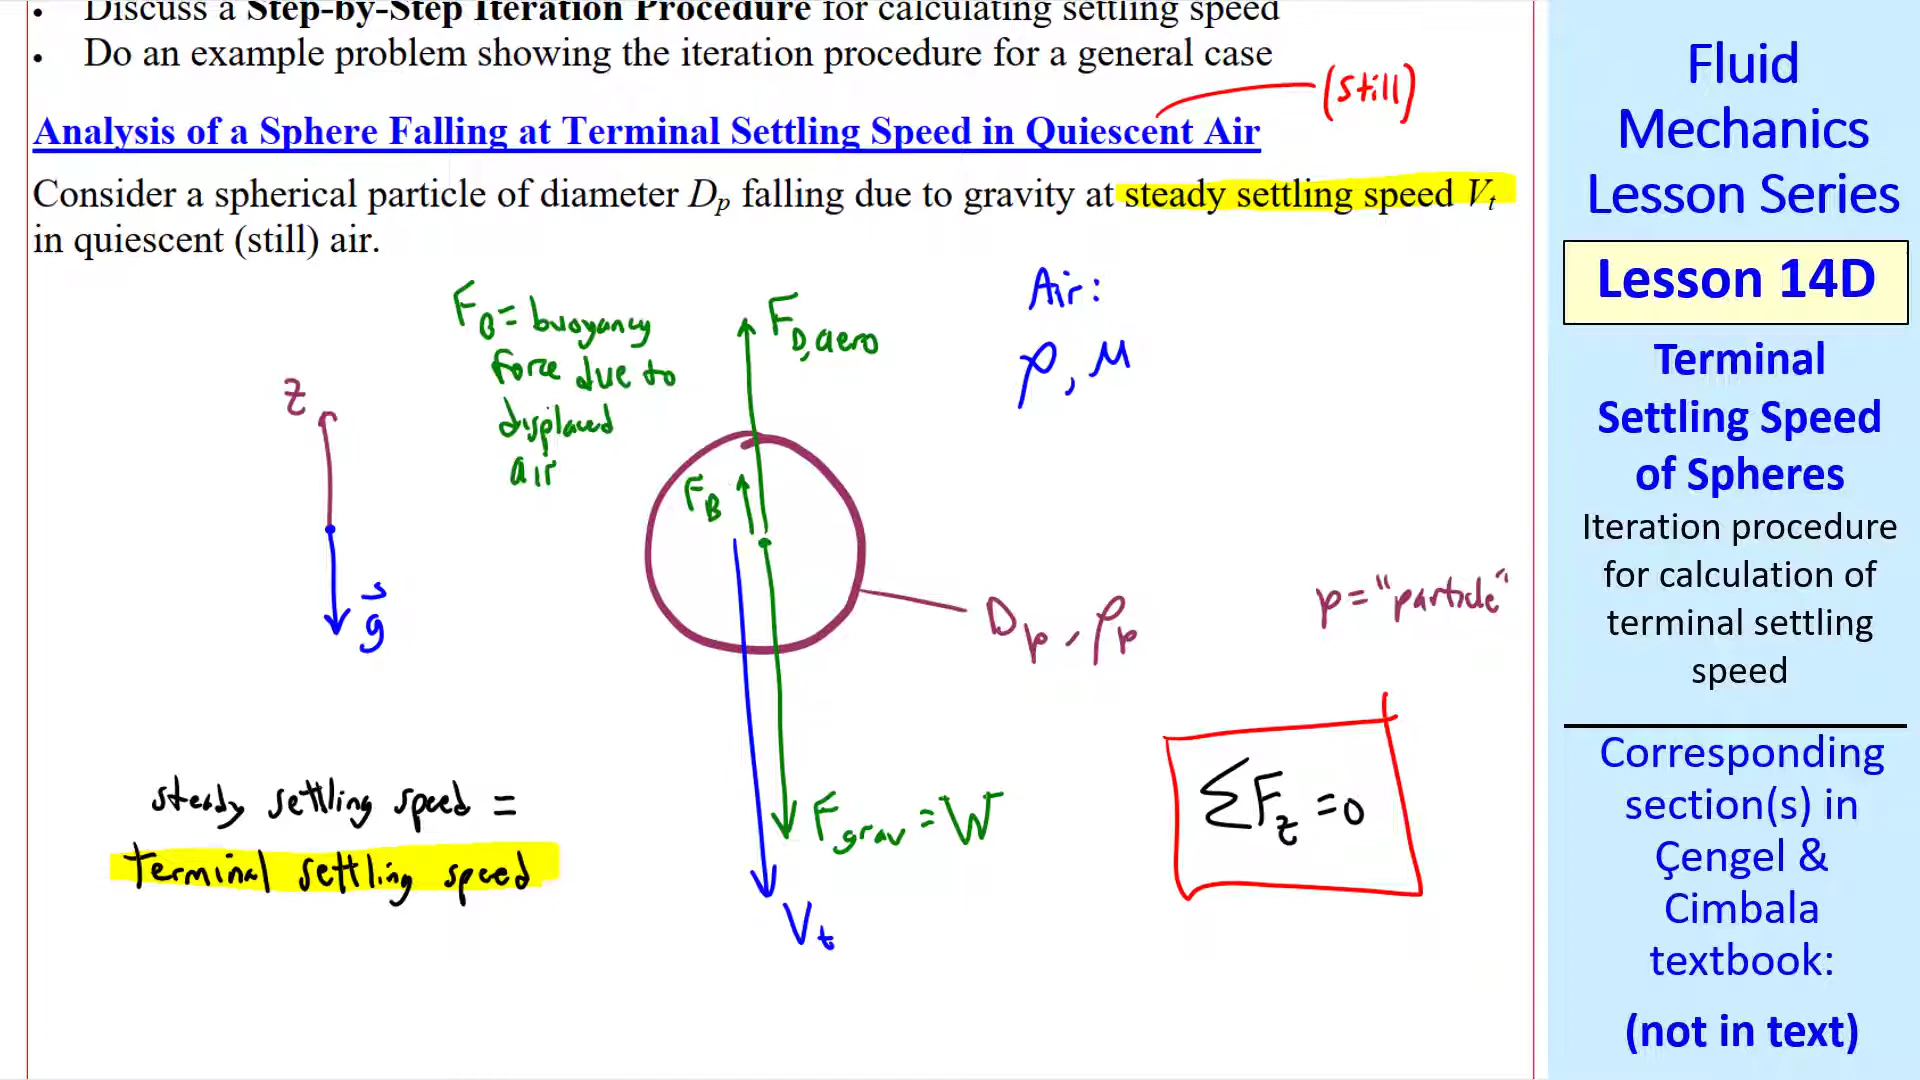 • Discuss a Step-by-Step Iteration Procedure for calculating settling speed
• Do an example problem showing the iteration procedure for a general case
(still)
Analysis of a Sphere Falling at Terminal Settling Speed in Quiescent Air
Consider a spherical particle of diameter Dp falling due to gravity at steady settling speed Vt
in quiescent (still) air.
FB = buoyancy
force due to
displaced
air
FD,aero
Air:
ρ, μ
z
FB
g⃗
Dp, ρp
p = "particle"
ΣFz = 0
steady settling speed =
terminal settling speed
Fgrav = W
Vt
Fluid
Mechanics
Lesson Series
Lesson 14D
Terminal
Settling Speed
of Spheres
Iteration procedure
for calculation of
terminal settling
speed
Corresponding
section(s) in
Çengel &
Cimbala
textbook:
(not in text)